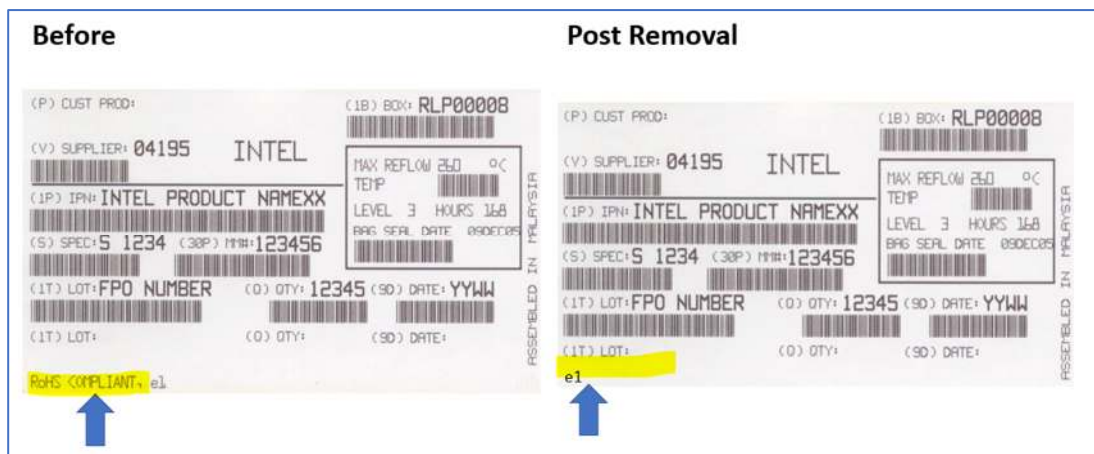 Before
(P) CUST PROD:
(1B) BOX: RLP00008
(V) SUPPLIER: 04195 INTEL
MAX REFLOW 260 °C
TEMP
(1P) IPN: INTEL PRODUCT NAMEXX
LEVEL 3 HOURS 168
BAG SEAL DATE 09DEC05
(S) SPEC: S 1234 (30P) MM#: 123456
(1T) LOT: FPO NUMBER (Q) QTY: 12345 (9D) DATE: YYWW
(1T) LOT: (Q) QTY: (9D) DATE:
RoHS COMPLIANT, e1
ASSEMBLED IN MALAYSIA
Post Removal
(P) CUST PROD:
(1B) BOX: RLP00008
(V) SUPPLIER: 04195 INTEL
MAX REFLOW 260 °C
TEMP
(1P) IPN: INTEL PRODUCT NAMEXX
LEVEL 3 HOURS 168
BAG SEAL DATE 09DEC05
(S) SPEC: S 1234 (30P) MM#: 123456
(1T) LOT: FPO NUMBER (Q) QTY: 12345 (9D) DATE: YYWW
(1T) LOT: (Q) QTY: (9D) DATE:
e1
ASSEMBLED IN MALAYSIA